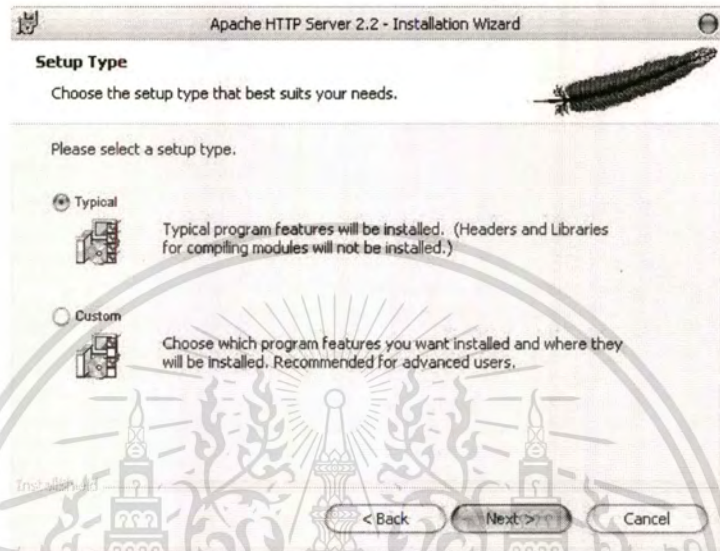 Apache HTTP Server 2.2 - Installation Wizard
Setup Type
Choose the setup type that best suits your needs.
Please select a setup type.
Typical
Typical program features will be installed. (Headers and Libraries
for compiling modules will not be installed.)
Custom
Choose which program features you want installed and where they
will be installed. Recommended for advanced users.
InstallShield
< Back
Next >
Cancel